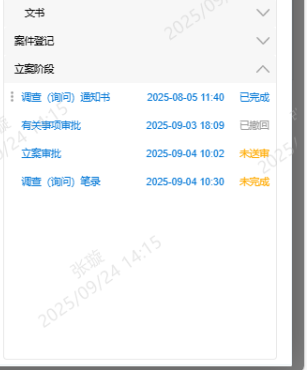 文书
案件登记
立案阶段
调查（询问）通知书 2025-08-05 11:40 已完成
有关事项审批 2025-09-03 18:09 已撤回
立案审批 2025-09-04 10:02 未送审
调查（询问）笔录 2025-09-04 10:30 未完成
张璇
2025/09/24 14:15